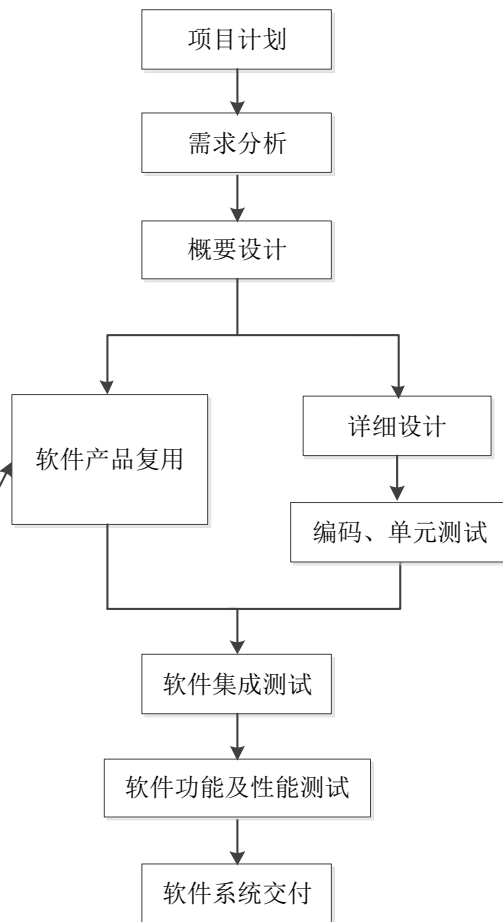 项目计划
需求分析
概要设计
软件产品复用
详细设计
编码、单元测试
软件集成测试
软件功能及性能测试
软件系统交付